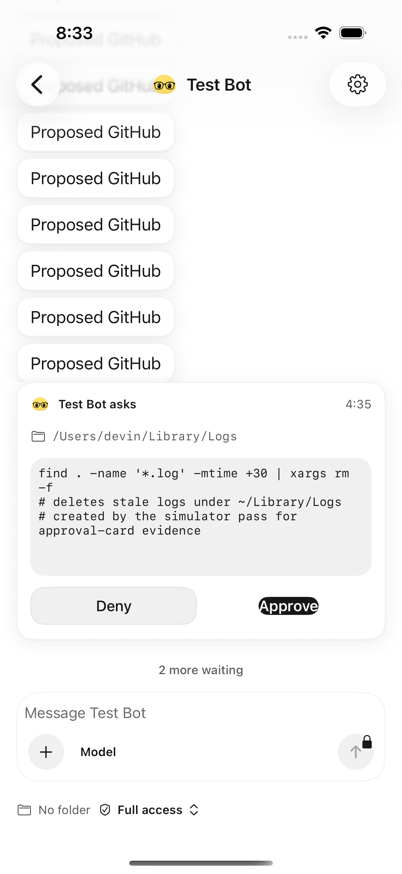 Proposed GitHub
8:33
Proposed GitHub
Test Bot
Proposed GitHub
Proposed GitHub
Proposed GitHub
Proposed GitHub
Proposed GitHub
Proposed GitHub
Test Bot asks
4:35
/Users/devin/Library/Logs
find . -name '*.log' -mtime +30 | xargs rm
-f
# deletes stale logs under ~/Library/Logs
# created by the simulator pass for
approval-card evidence
Deny
Approve
2 more waiting
Message Test Bot
Model
No folder
Full access